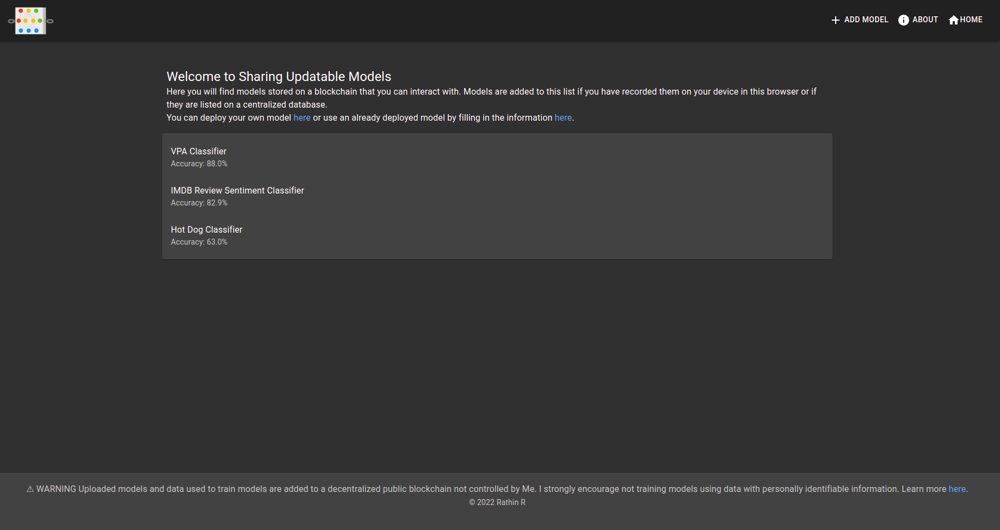 ADD MODEL ABOUT HOME
Welcome to Sharing Updatable Models
Here you will find models stored on a blockchain that you can interact with. Models are added to this list if you have recorded them on your device in this browser or if
they are listed on a centralized database.
You can deploy your own model here or use an already deployed model by filling in the information here.
VPA Classifier
Accuracy: 88.0%
IMDB Review Sentiment Classifier
Accuracy: 82.9%
Hot Dog Classifier
Accuracy: 63.0%
⚠ WARNING Uploaded models and data used to train models are added to a decentralized public blockchain not controlled by Me. I strongly encourage not training models using data with personally identifiable information. Learn more here.
© 2022 Rathin R